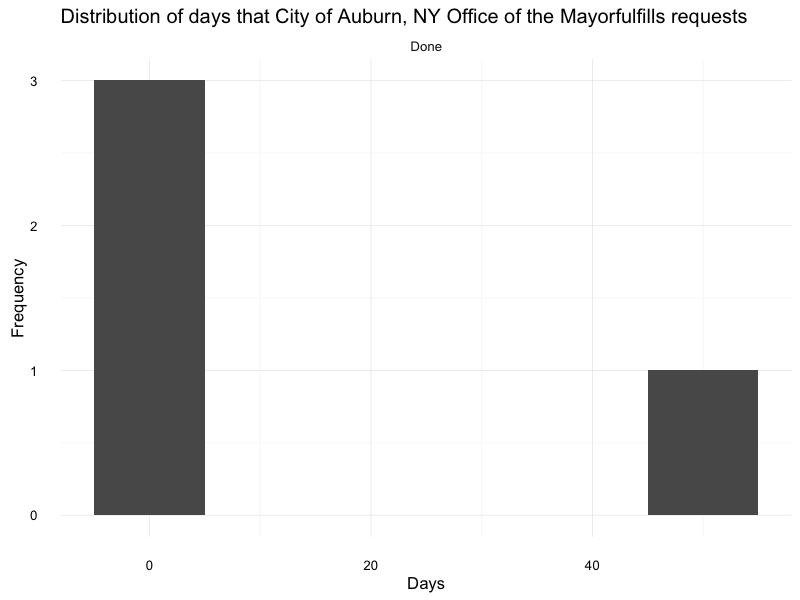 Distribution of days that City of Auburn, NY Office of the Mayorfulfills requests
Done
3
2
1
0
Frequency
0 20 40
Days